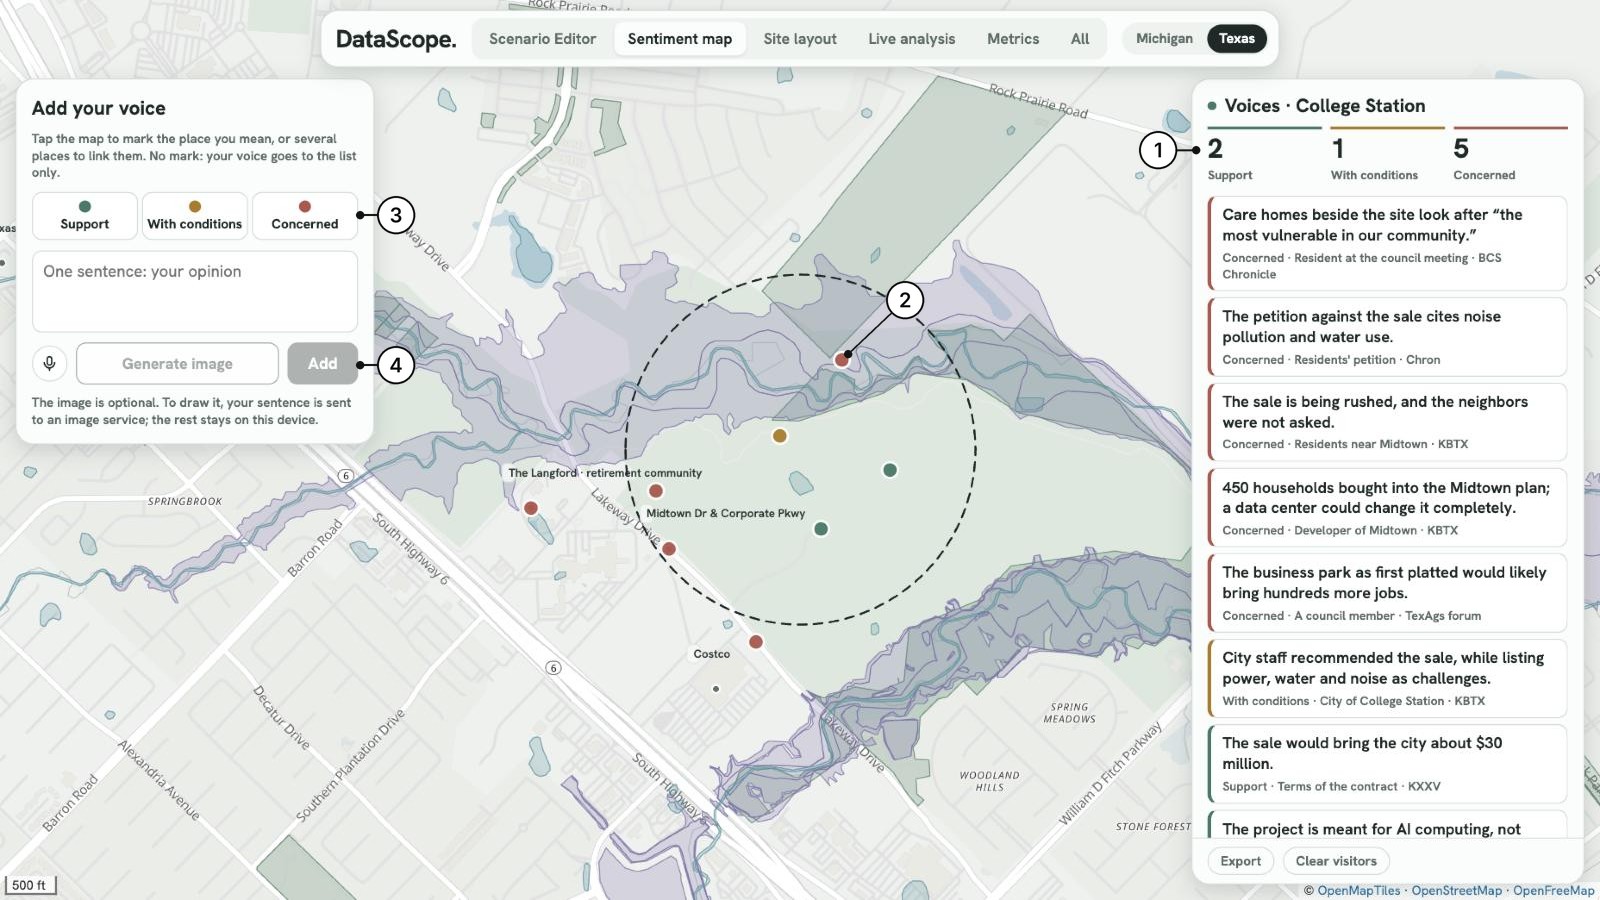 Rock Prairie Road
DataScope.
Scenario Editor
Sentiment map
Site layout
Live analysis
Metrics
All
Michigan
Texas
Add your voice
Tap the map to mark the place you mean, or several
places to link them. No mark: your voice goes to the list
only.
Support
With conditions
Concerned
3
One sentence: your opinion
Generate image
Add
4
The image is optional. To draw it, your sentence is sent
to an image service; the rest stays on this device.
Rock Prairie Road
way Drive
2
1
Voices · College Station
2
1
5
Support
With conditions
Concerned
Care homes beside the site look after “the
most vulnerable in our community.”
Concerned · Resident at the council meeting · BCS
Chronicle
The petition against the sale cites noise
pollution and water use.
Concerned · Residents' petition · Chron
The sale is being rushed, and the neighbors
were not asked.
Concerned · Residents near Midtown · KBTX
450 households bought into the Midtown plan;
a data center could change it completely.
Concerned · Developer of Midtown · KBTX
The business park as first platted would likely
bring hundreds more jobs.
Concerned · A council member · TexAgs forum
City staff recommended the sale, while listing
power, water and noise as challenges.
With conditions · City of College Station · KBTX
The sale would bring the city about $30
million.
Support · Terms of the contract · KXXV
The project is meant for AI computing, not
Export
Clear visitors
The Langford · retirement community
Midtown Dr & Corporate Pkwy
Lakeway Drive
6
SPRINGBROOK
Barron Road
South Highway 6
6
Costco
Decatur Drive
Southern Plantation Drive
Alexandria Avenue
Barron Road
South Highway 6
Lakeway Drive
SPRING
MEADOWS
WOODLAND
HILLS
William D Fitch Parkway
STONE FOREST
500 ft
© OpenMapTiles · OpenStreetMap · OpenFreeMap